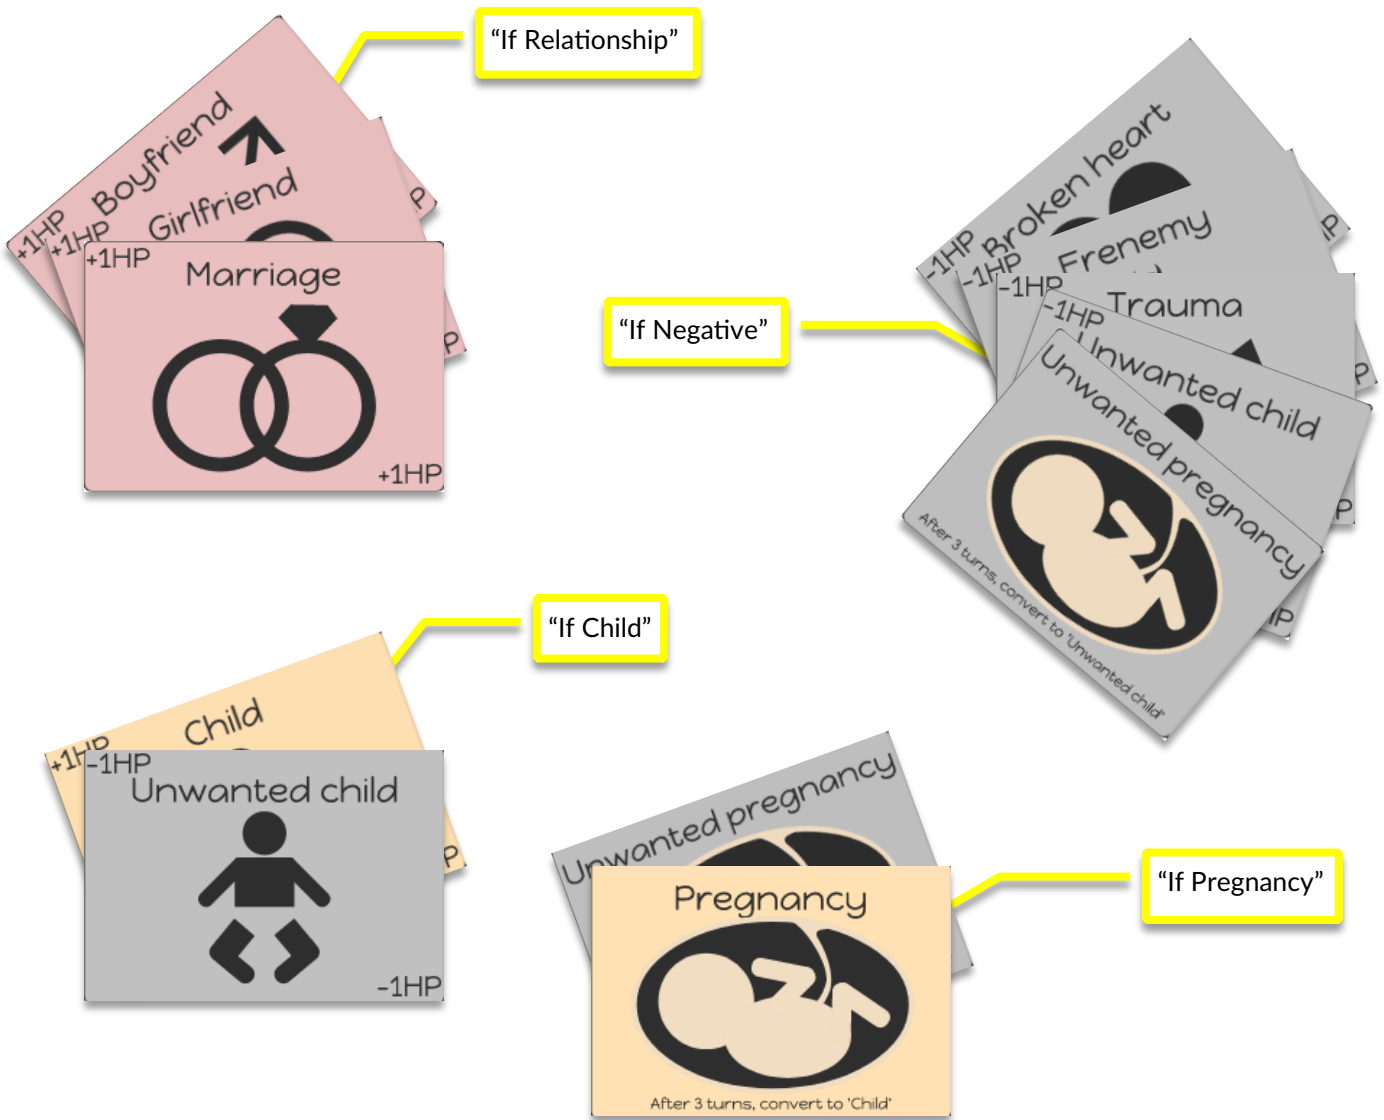 “If Relationship”
Boyfriend
+1HP
Girlfriend
+1HP
P
+1HP
Marriage
P
+1HP
Broken heart
-1HP
P
Frenemy
-1HP
P
-1HP
Trauma
P
-1HP
Unwanted child
HP
Unwanted pregnancy
After 3 turns, convert to 'Unwanted child'
“If Negative”
“If Child”
Child
+1HP
P
-1HP
Unwanted child
-1HP
Unwanted pregnancy
Pregnancy
After 3 turns, convert to 'Child'
“If Pregnancy”